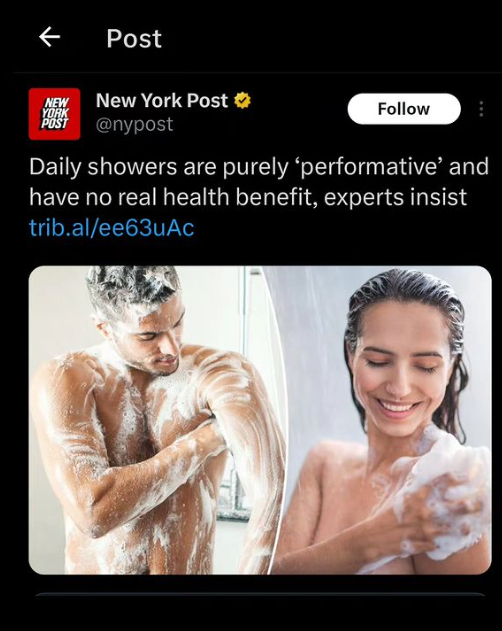 Post
NEW
YORK
POST
New York Post
@nypost
Follow
Daily showers are purely ‘performative’ and
have no real health benefit, experts insist
trib.al/ee63uAc